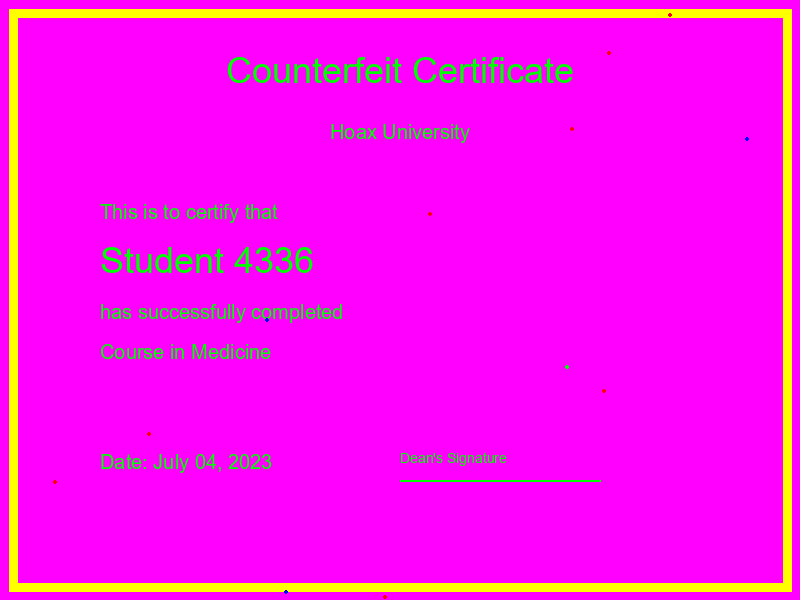 Counterfeit Certificate
Hoax University
This is to certify that
Student 4336
has successfully completed
Course in Medicine
Date: July 04, 2023
Dean's Signature